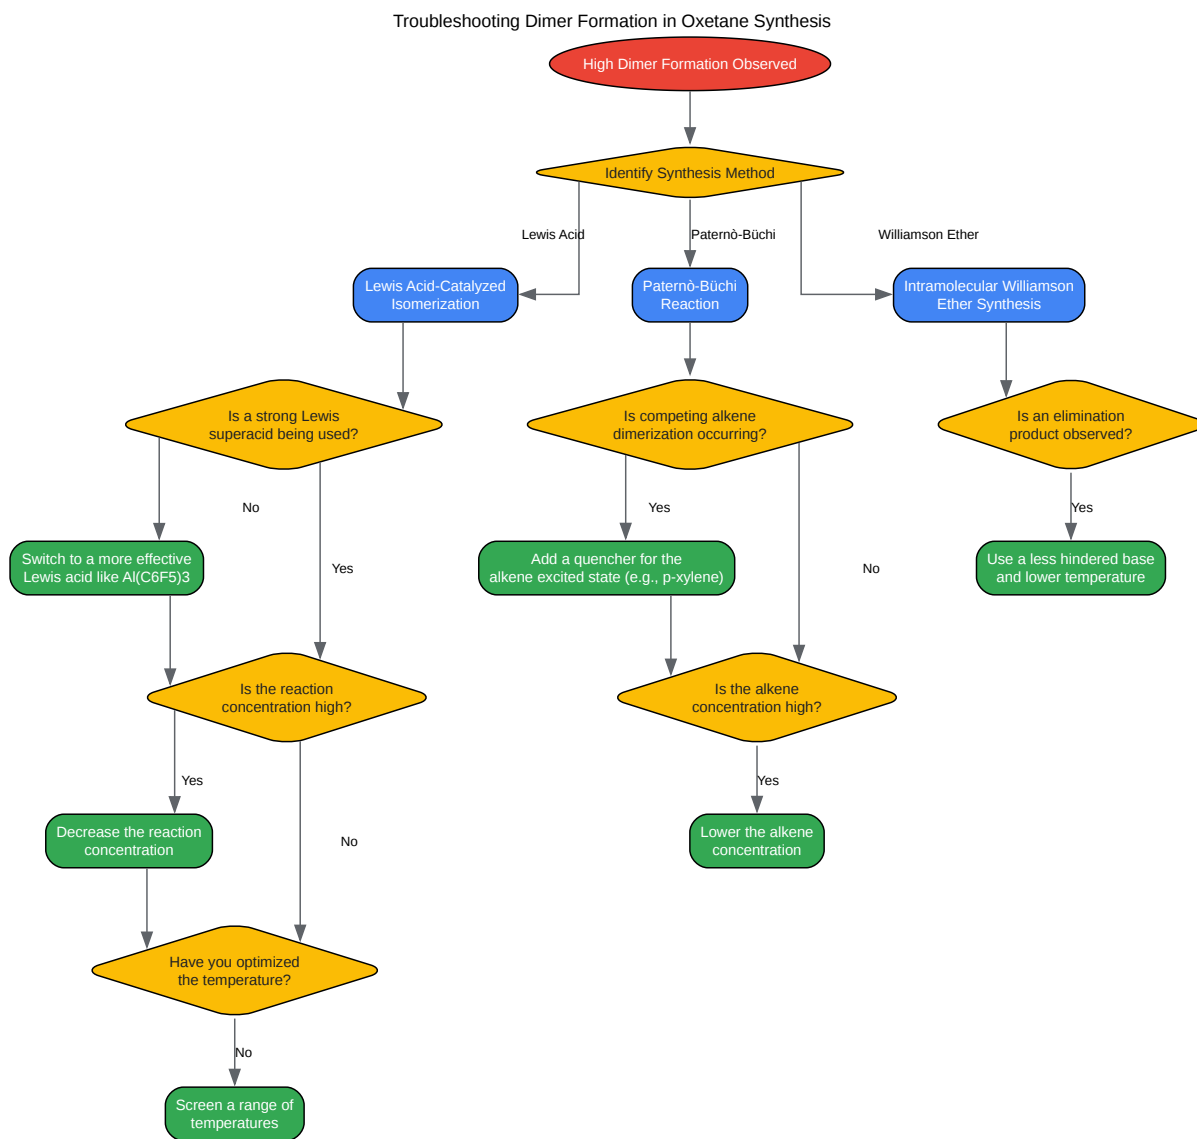 Troubleshooting Dimer Formation in Oxetane Synthesis
High Dimer Formation Observed
Identify Synthesis Method
Lewis Acid
Paternò-Büchi
Williamson Ether
Lewis Acid-Catalyzed
Isomerization
Paternò-Büchi
Reaction
Intramolecular Williamson
Ether Synthesis
Is a strong Lewis
superacid being used?
Is competing alkene
dimerization occurring?
Is an elimination
product observed?
No
Yes
Yes
Yes
No
Switch to a more effective
Lewis acid like Al(C6F5)3
Add a quencher for the
alkene excited state (e.g., p-xylene)
Use a less hindered base
and lower temperature
Is the reaction
concentration high?
Is the alkene
concentration high?
Yes
No
Yes
Decrease the reaction
concentration
Lower the alkene
concentration
Have you optimized
the temperature?
No
Screen a range of
temperatures